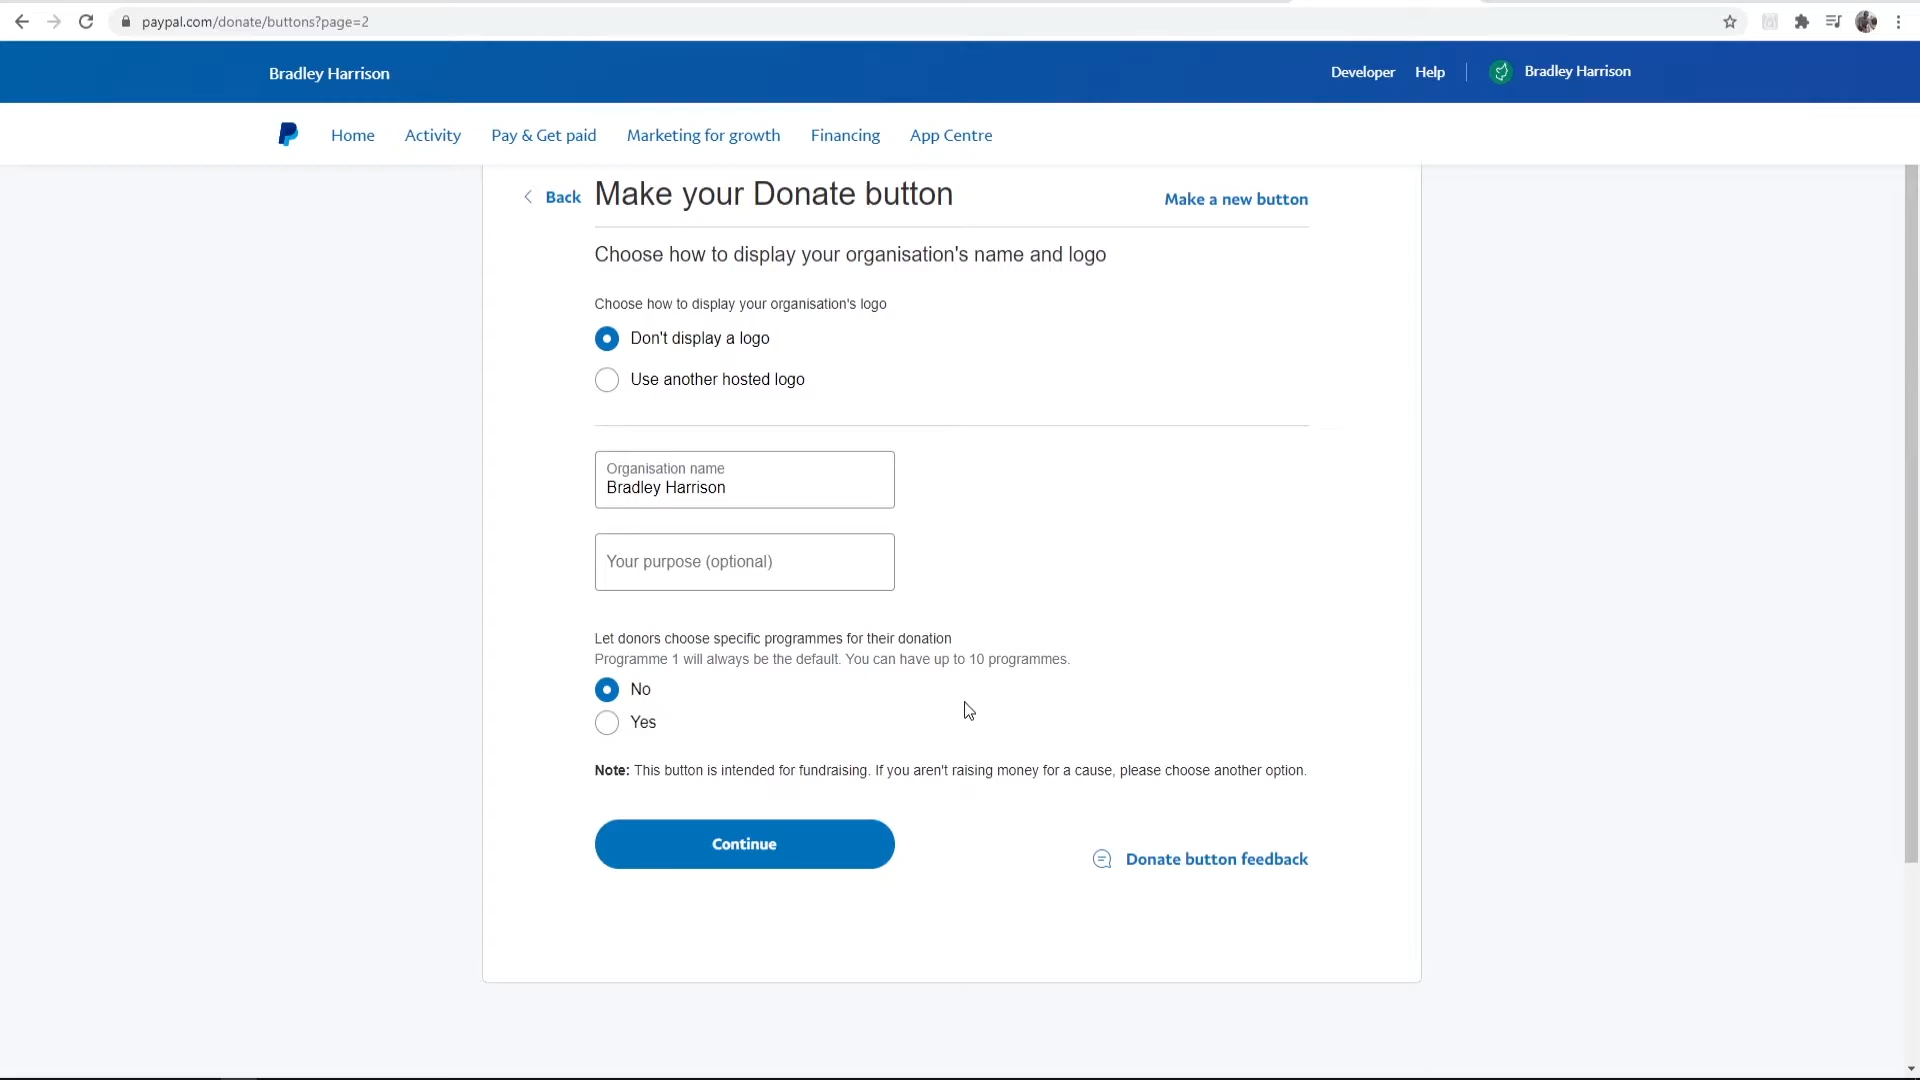 paypal.com/donate/buttons?page=2
Bradley Harrison
Developer Help Bradley Harrison
Home Activity Pay & Get paid Marketing for growth Financing App Centre
Back Make your Donate button Make a new button
Choose how to display your organisation's name and logo
Choose how to display your organisation's logo
Don't display a logo
Use another hosted logo
Organisation name
Bradley Harrison
Your purpose (optional)
Let donors choose specific programmes for their donation
Programme 1 will always be the default. You can have up to 10 programmes.
No
Yes
Note: This button is intended for fundraising. If you aren't raising money for a cause, please choose another option.
Continue
Donate button feedback